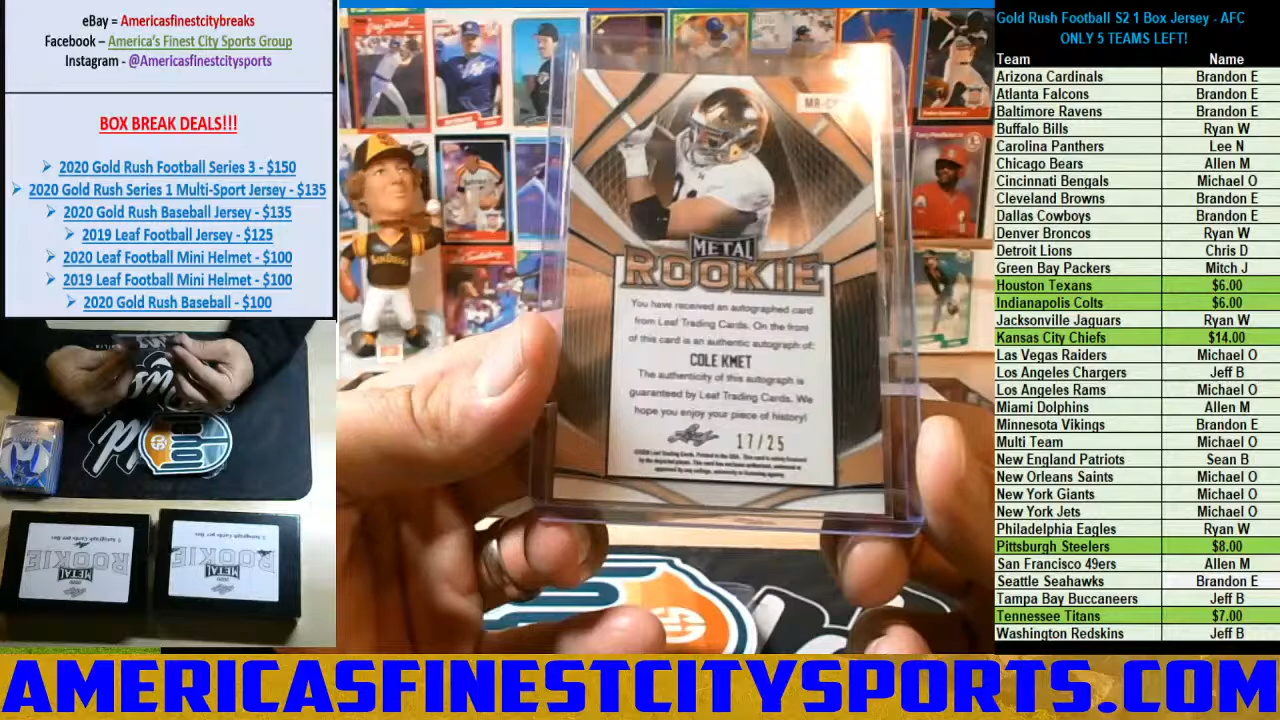 eBay = Americasfinestcitybreaks
Facebook – America's Finest City Sports Group
Instagram - @Americasfinestcitysports
BOX BREAK DEALS!!!
2020 Gold Rush Football Series 3 - $150
2020 Gold Rush Series 1 Multi-Sport Jersey - $135
2020 Gold Rush Baseball Jersey - $135
2019 Leaf Football Jersey - $125
2020 Leaf Football Mini Helmet - $100
2019 Leaf Football Mini Helmet - $100
2020 Gold Rush Baseball - $100
METAL
ROOKIE
You have received an autographed card
from Leaf Trading Cards. On the front
of this card is an authentic autograph of:
COLE KMET
The authenticity of this autograph is
guaranteed by Leaf Trading Cards. We
hope you enjoy your piece of history!
Leaf
17/25
ROOKIE
METAL
ROOKIE
METAL
Gold Rush Football S2 1 Box Jersey - AFC
ONLY 5 TEAMS LEFT!
Team Name
Arizona Cardinals Brandon E
Atlanta Falcons Brandon E
Baltimore Ravens Brandon E
Buffalo Bills Ryan W
Carolina Panthers Lee N
Chicago Bears Allen M
Cincinnati Bengals Michael O
Cleveland Browns Brandon E
Dallas Cowboys Brandon E
Denver Broncos Ryan W
Detroit Lions Chris D
Green Bay Packers Mitch J
Houston Texans $6.00
Indianapolis Colts $6.00
Jacksonville Jaguars Ryan W
Kansas City Chiefs $14.00
Las Vegas Raiders Michael O
Los Angeles Chargers Jeff B
Los Angeles Rams Michael O
Miami Dolphins Allen M
Minnesota Vikings Brandon E
Multi Team Michael O
New England Patriots Sean B
New Orleans Saints Michael O
New York Giants Michael O
New York Jets Michael O
Philadelphia Eagles Ryan W
Pittsburgh Steelers $8.00
San Francisco 49ers Allen M
Seattle Seahawks Brandon E
Tampa Bay Buccaneers Jeff B
Tennessee Titans $7.00
Washington Redskins Jeff B
AMERICASFINESTCITYSPORTS.COM